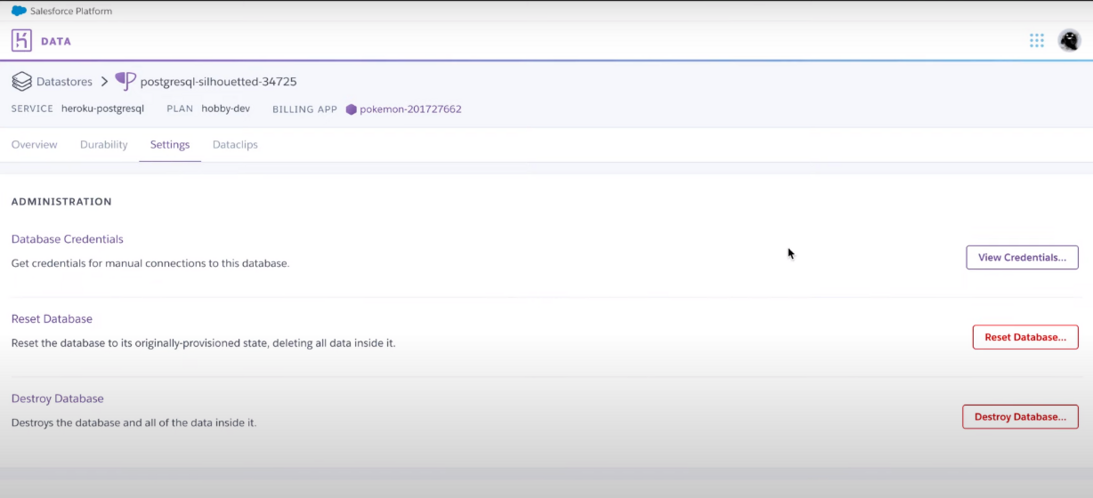 Salesforce Platform
DATA
Datastores > postgresql-silhouetted-34725
SERVICE heroku-postgresql PLAN hobby-dev BILLING APP pokemon-201727662
Overview Durability Settings Dataclips
ADMINISTRATION
Database Credentials
Get credentials for manual connections to this database.
View Credentials...
Reset Database
Reset the database to its originally-provisioned state, deleting all data inside it.
Reset Database...
Destroy Database
Destroys the database and all of the data inside it.
Destroy Database...